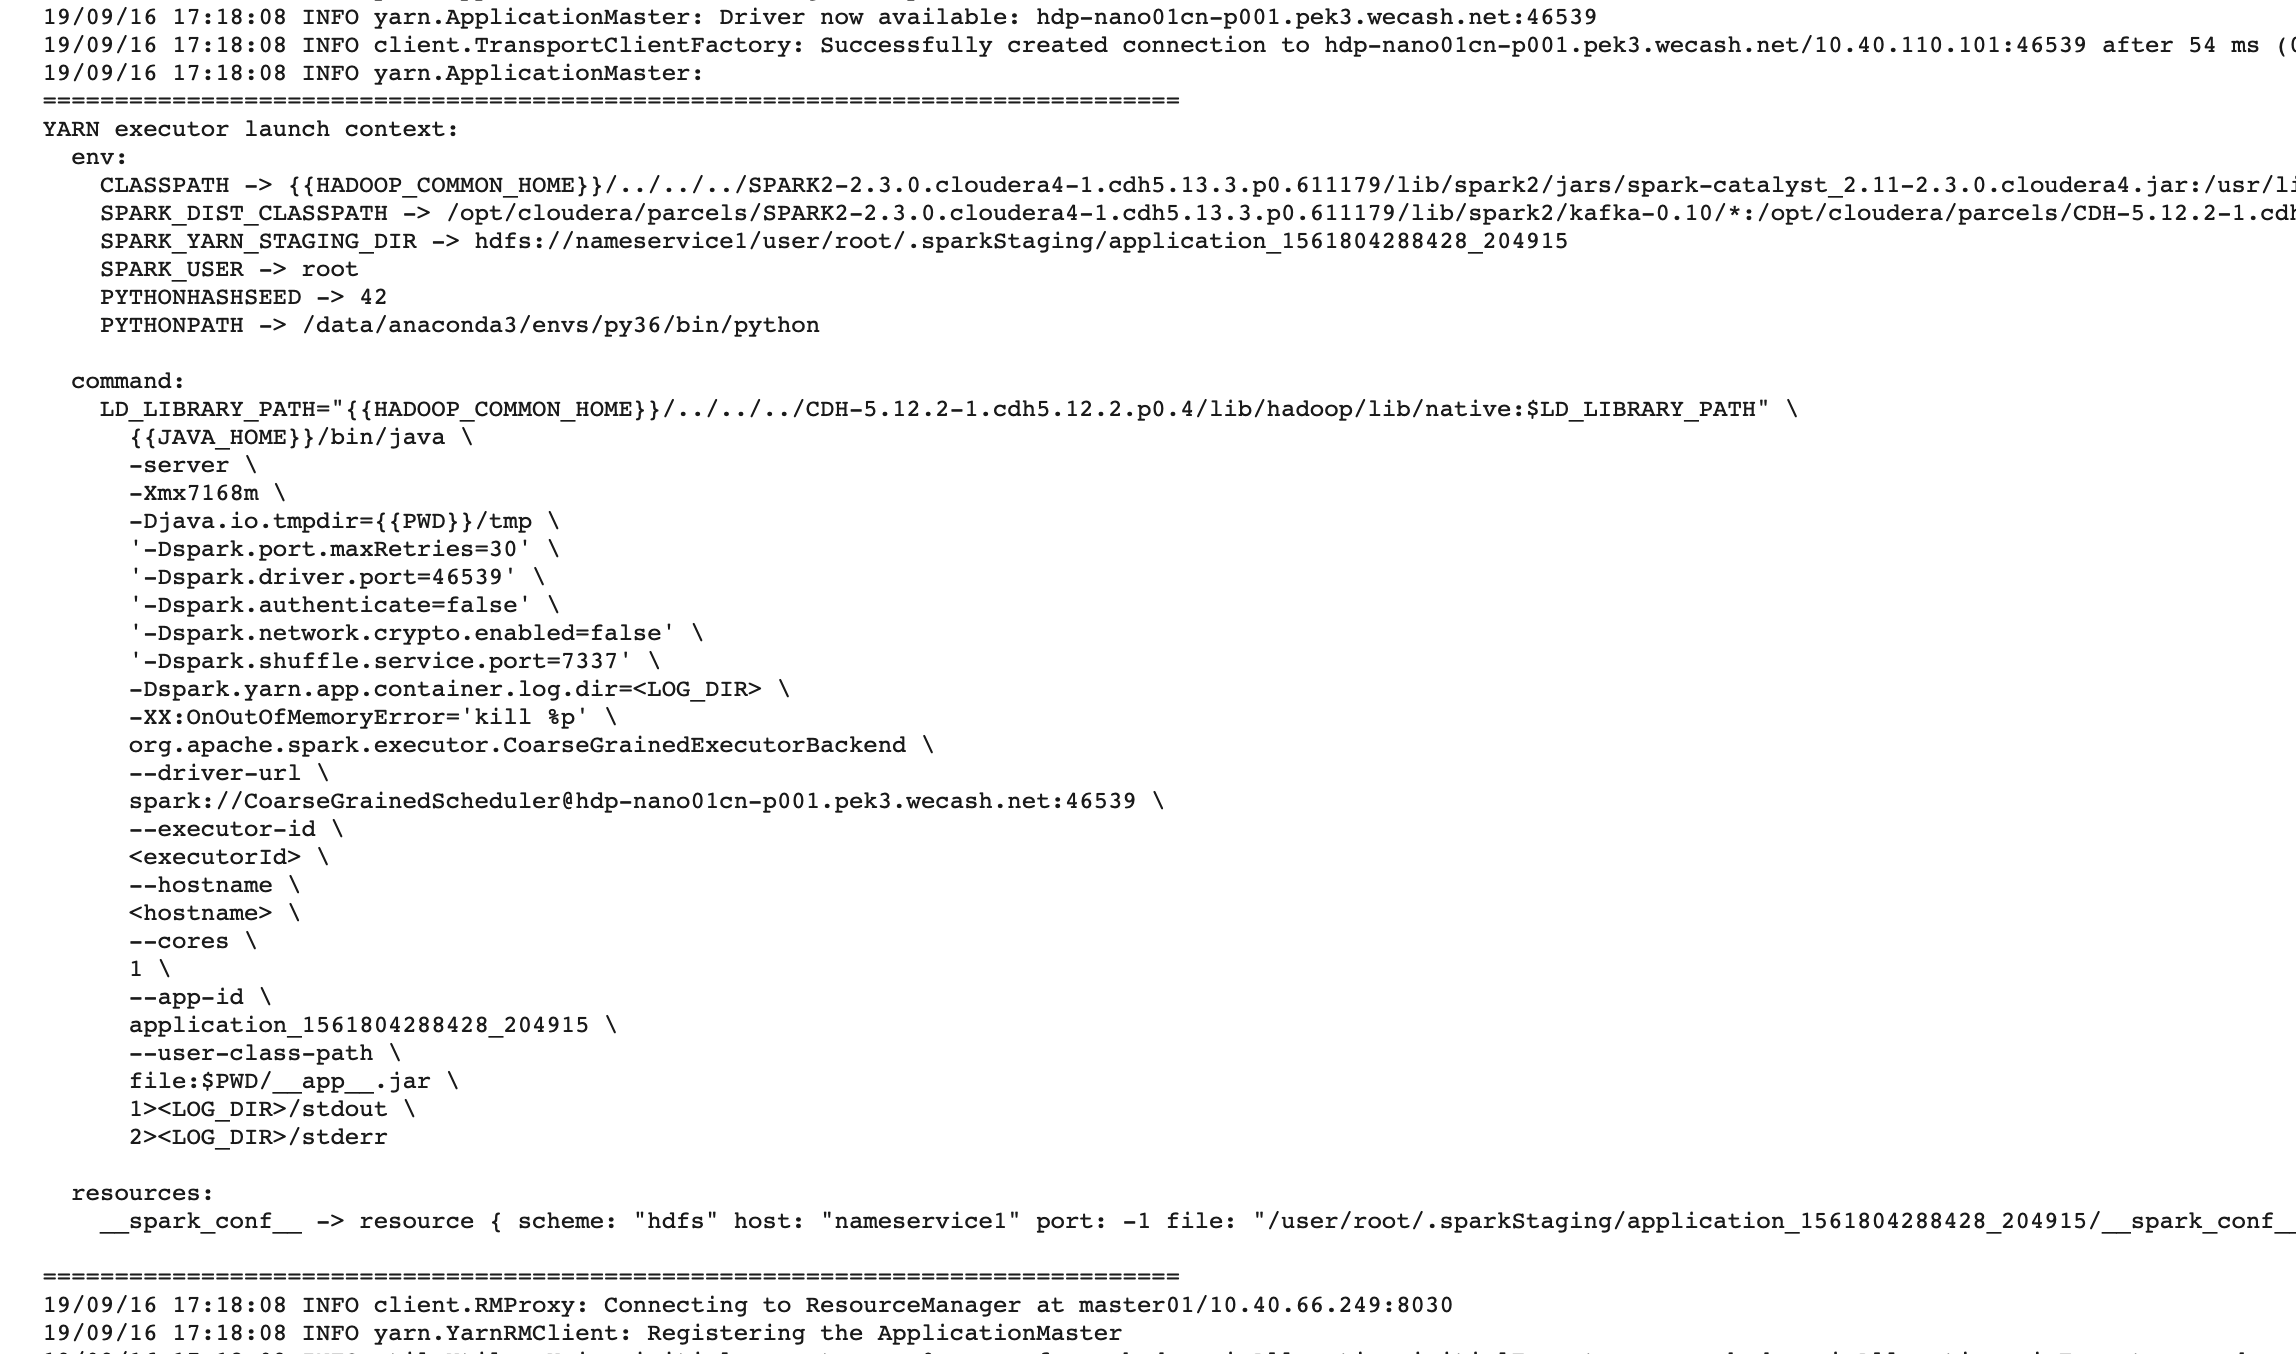 19/09/16 17:18:08 INFO yarn.ApplicationMaster: Driver now available: hdp-nano01cn-p001.pek3.wecash.net:46539
19/09/16 17:18:08 INFO client.TransportClientFactory: Successfully created connection to hdp-nano01cn-p001.pek3.wecash.net/10.40.110.101:46539 after 54 ms (
19/09/16 17:18:08 INFO yarn.ApplicationMaster:
===============================================================================
YARN executor launch context:
  env:
    CLASSPATH -> {{HADOOP_COMMON_HOME}}/../../../SPARK2-2.3.0.cloudera4-1.cdh5.13.3.p0.611179/lib/spark2/jars/spark-catalyst_2.11-2.3.0.cloudera4.jar:/usr/li
    SPARK_DIST_CLASSPATH -> /opt/cloudera/parcels/SPARK2-2.3.0.cloudera4-1.cdh5.13.3.p0.611179/lib/spark2/kafka-0.10/*:/opt/cloudera/parcels/CDH-5.12.2-1.cdh
    SPARK_YARN_STAGING_DIR -> hdfs://nameservice1/user/root/.sparkStaging/application_1561804288428_204915
    SPARK_USER -> root
    PYTHONHASHSEED -> 42
    PYTHONPATH -> /data/anaconda3/envs/py36/bin/python
  command:
    LD_LIBRARY_PATH="{{HADOOP_COMMON_HOME}}/../../../CDH-5.12.2-1.cdh5.12.2.p0.4/lib/hadoop/lib/native:$LD_LIBRARY_PATH" \
      {{JAVA_HOME}}/bin/java \
      -server \
      -Xmx7168m \
      -Djava.io.tmpdir={{PWD}}/tmp \
      '-Dspark.port.maxRetries=30' \
      '-Dspark.driver.port=46539' \
      '-Dspark.authenticate=false' \
      '-Dspark.network.crypto.enabled=false' \
      '-Dspark.shuffle.service.port=7337' \
      -Dspark.yarn.app.container.log.dir=<LOG_DIR> \
      -XX:OnOutOfMemoryError='kill %p' \
      org.apache.spark.executor.CoarseGrainedExecutorBackend \
      --driver-url \
      spark://CoarseGrainedScheduler@hdp-nano01cn-p001.pek3.wecash.net:46539 \
      --executor-id \
      <executorId> \
      --hostname \
      <hostname> \
      --cores \
      1 \
      --app-id \
      application_1561804288428_204915 \
      --user-class-path \
      file:$PWD/__app__.jar \
      1><LOG_DIR>/stdout \
      2><LOG_DIR>/stderr
  resources:
    __spark_conf__ -> resource { scheme: "hdfs" host: "nameservice1" port: -1 file: "/user/root/.sparkStaging/application_1561804288428_204915/__spark_conf__
===============================================================================
19/09/16 17:18:08 INFO client.RMProxy: Connecting to ResourceManager at master01/10.40.66.249:8030
19/09/16 17:18:08 INFO yarn.YarnRMClient: Registering the ApplicationMaster